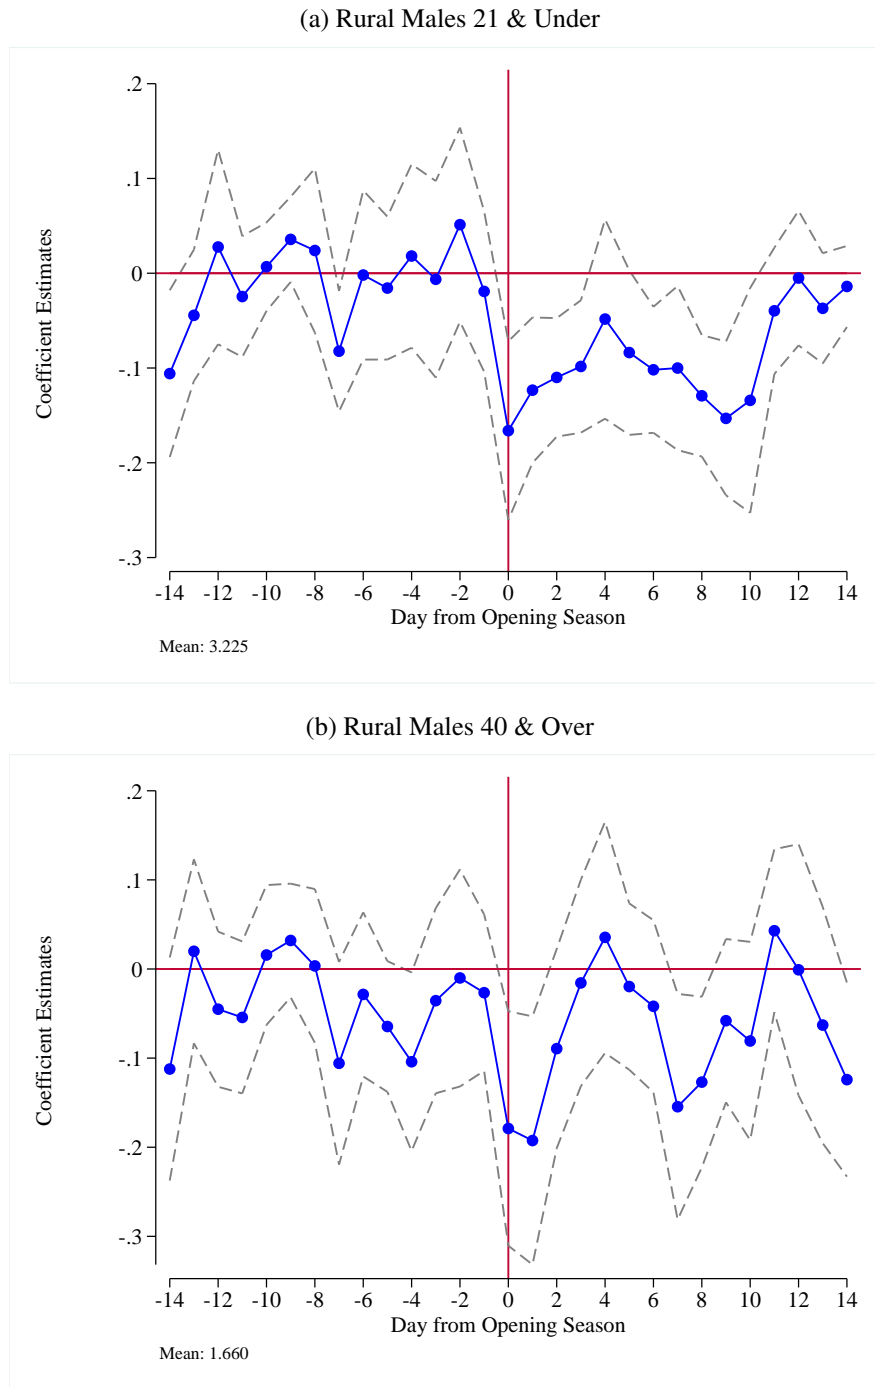 (a) Rural Males 21 & Under
.2
.1
0
-.1
-.2
-.3
Coefficient Estimates
-14 -12 -10 -8 -6 -4 -2 0 2 4 6 8 10 12 14
Day from Opening Season
Mean: 3.225
(b) Rural Males 40 & Over
.2
.1
0
-.1
-.2
-.3
Coefficient Estimates
-14 -12 -10 -8 -6 -4 -2 0 2 4 6 8 10 12 14
Day from Opening Season
Mean: 1.660